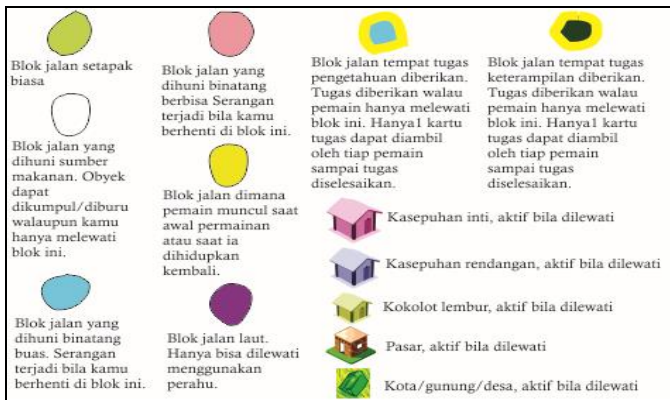 Blok jalan setapak
biasa
Blok jalan yang
dihuni sumber
makanan. Obyek
dapat
dikumpul/diburu
walaupun kamu
hanya melewati
blok ini.
Blok jalan yang
dihuni binatang
buas. Serangan
terjadi bila kamu
berhenti di blok ini.
Blok jalan yang
dihuni binatang
berbisa Serangan
terjadi bila kamu
berhenti di blok ini.
Blok jalan dimana
pemain muncul saat
awal permainan
atau saat ia
dihidupkan
kembali.
Blok jalan laut.
Hanya bisa dilewati
menggunakan
perahu.
Blok jalan tempat tugas
pengetahuan diberikan.
Tugas diberikan walau
pemain hanya melewati
blok ini. Hanya1 kartu
tugas dapat diambil
oleh tiap pemain
sampai tugas
diselesaikan.
Blok jalan tempat tugas
keterampilan diberikan.
Tugas diberikan walau
pemain hanya melewati
blok ini. Hanya1 kartu
tugas dapat diambil
oleh tiap pemain
sampai tugas
diselesaikan.
Kasepuhan inti, aktif bila dilewati
Kasepuhan rendangan, aktif bila dilewati
Kokolot lembur, aktif bila dilewati
Pasar, aktif bila dilewati
Kota/gunung/desa, aktif bila dilewati